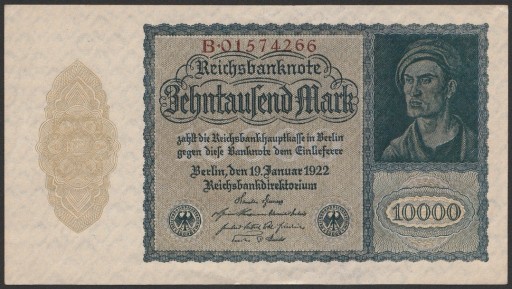 B·01574266
Reichsbanknote
Zehntausend Mark
zahlt die Reichsbankhauptkasse in Berlin
gegen diese Banknote dem Einlieferer
Berlin, den 19. Januar 1922
Reichsbankdirektorium
10000